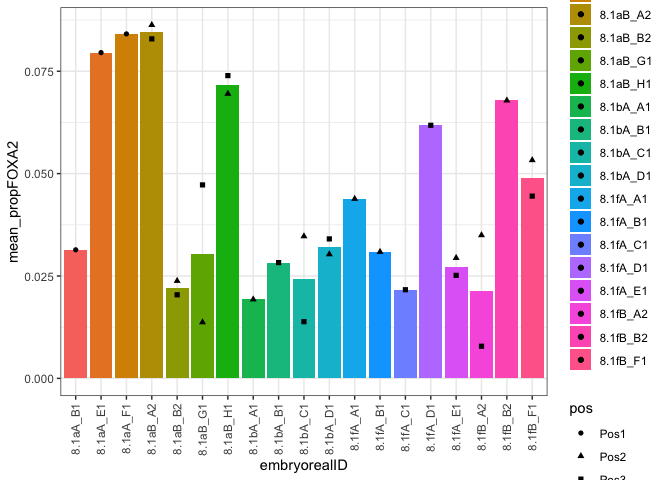 mean_propFOXA2
0.075
0.050
0.025
0.000
8.1aA_B1
8.1aA_E1
8.1aA_F1
8.1aB_A2
8.1aB_B2
8.1aB_G1
8.1aB_H1
8.1bA_A1
8.1bA_B1
8.1bA_C1
8.1bA_D1
8.1fA_A1
8.1fA_B1
8.1fA_C1
8.1fA_D1
8.1fA_E1
8.1fB_A2
8.1fB_B2
8.1fB_F1
embryorealID
8.1aB_A2
8.1aB_B2
8.1aB_G1
8.1aB_H1
8.1bA_A1
8.1bA_B1
8.1bA_C1
8.1bA_D1
8.1fA_A1
8.1fA_B1
8.1fA_C1
8.1fA_D1
8.1fA_E1
8.1fB_A2
8.1fB_B2
8.1fB_F1
pos
Pos1
Pos2
Pos3